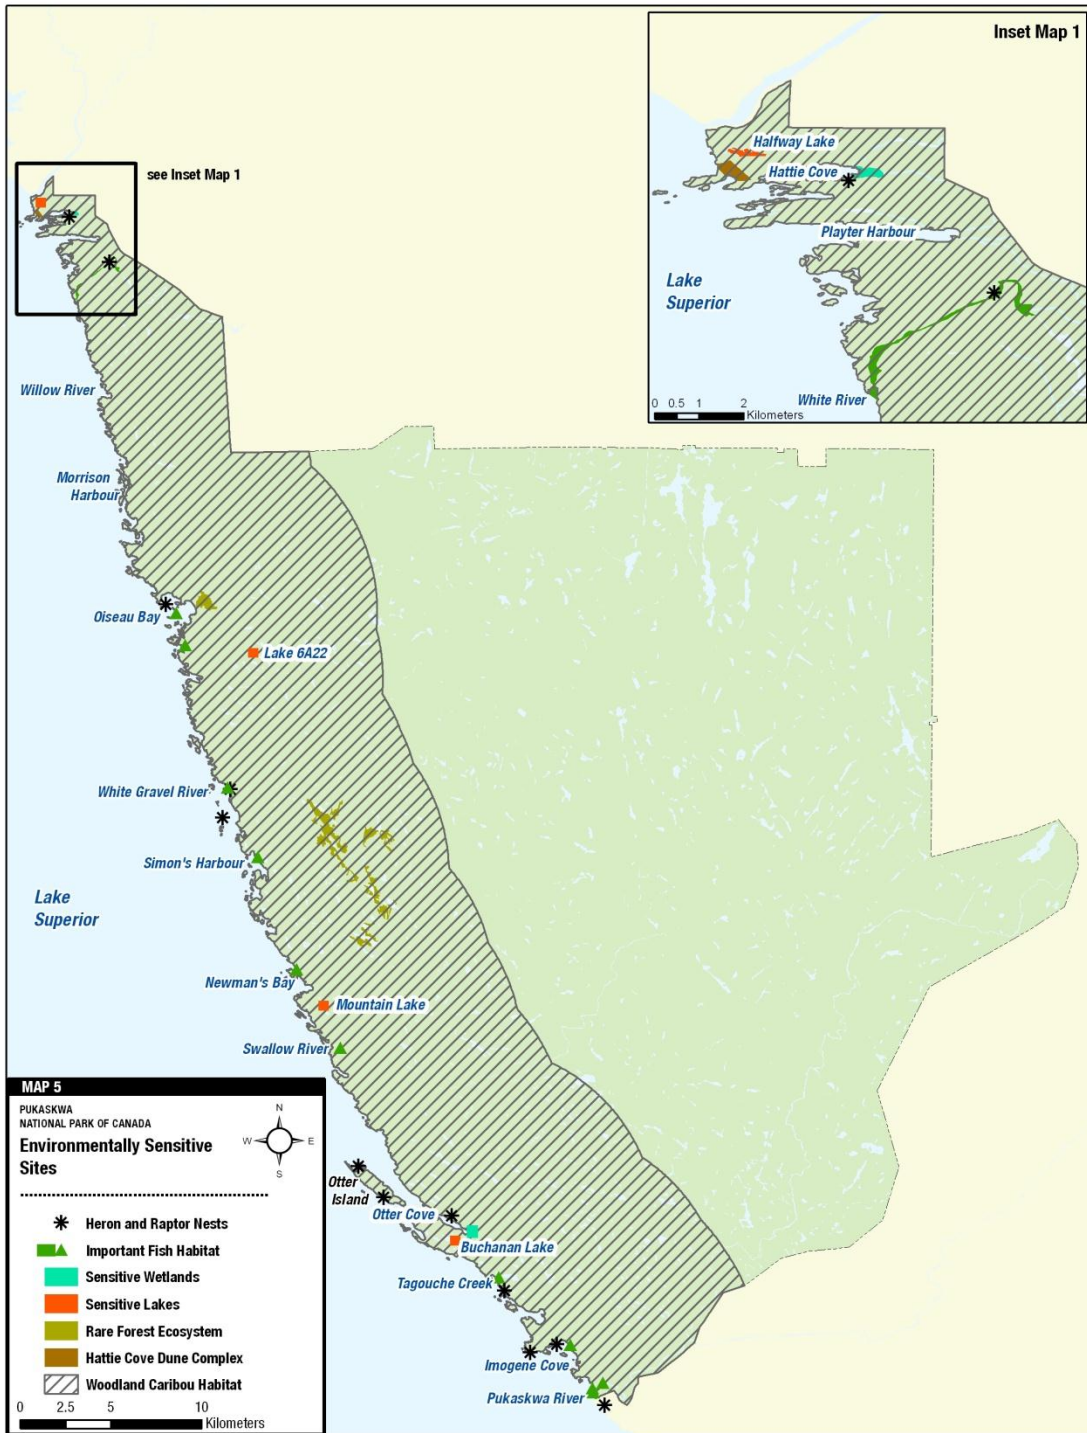 Inset Map 1
Halfway Lake
Hattie Cove
Playter Harbour
Lake
Superior
White River
0 0.5 1 2
Kilometers
see Inset Map 1
Willow River
Morrison
Harbour
Oiseau Bay
Lake 6A22
White Gravel River
Simon's Harbour
Lake
Superior
Newman's Bay
Mountain Lake
Swallow River
Otter
Island
Otter Cove
Buchanan Lake
Tagouche Creek
Imogene Cove
Pukaskwa River
MAP 5
PUKASKWA
NATIONAL PARK OF CANADA
Environmentally Sensitive
Sites
N
W E
S
Heron and Raptor Nests
Important Fish Habitat
Sensitive Wetlands
Sensitive Lakes
Rare Forest Ecosystem
Hattie Cove Dune Complex
Woodland Caribou Habitat
0 2.5 5 10
Kilometers